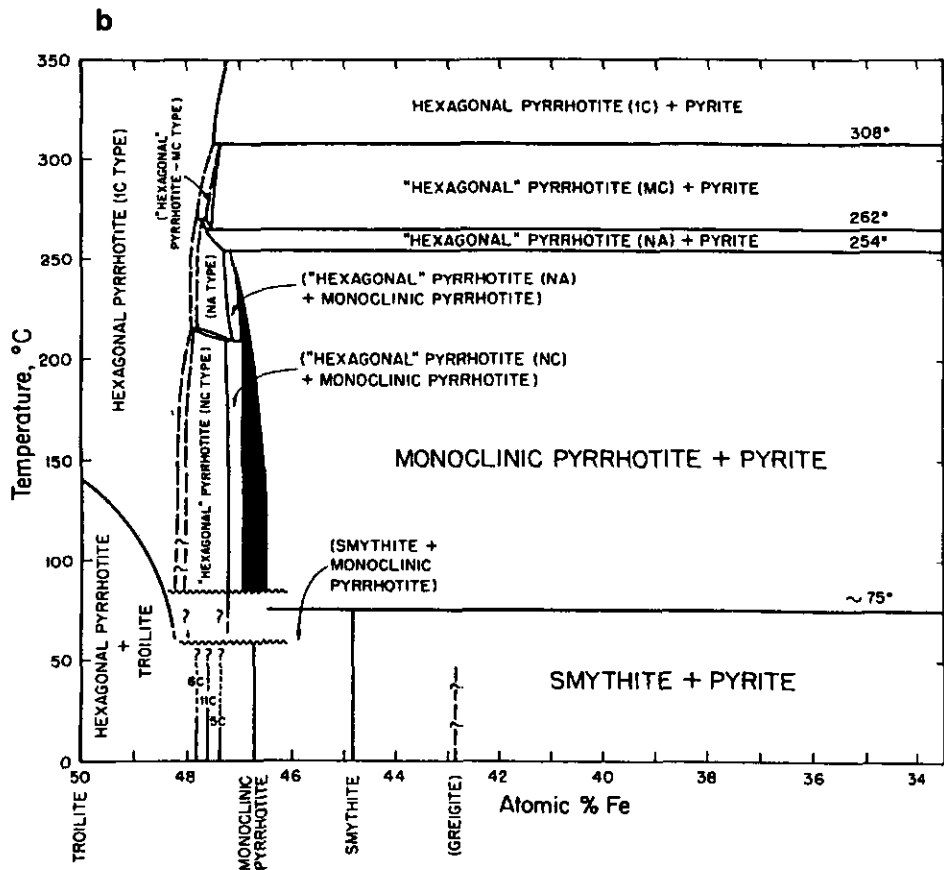 b
350
300
250
200
150
100
50
0
Temperature, °C
50
48
46
44
42
40
38
36
34
Atomic % Fe
HEXAGONAL PYRRHOTITE (1C) + PYRITE
308°
"HEXAGONAL" PYRRHOTITE (MC) + PYRITE
262°
"HEXAGONAL" PYRRHOTITE (NA) + PYRITE
254°
HEXAGONAL PYRRHOTITE (1C TYPE)
("HEXAGONAL"
PYRRHOTITE – MC TYPE)
(NA TYPE)
("HEXAGONAL" PYRRHOTITE (NA)
+ MONOCLINIC PYRRHOTITE)
("HEXAGONAL" PYRRHOTITE (NC)
+ MONOCLINIC PYRRHOTITE)
"HEXAGONAL" PYRRHOTITE (NC TYPE)
MONOCLINIC PYRRHOTITE + PYRITE
(SMYTHITE +
MONOCLINIC
PYRRHOTITE)
~75°
HEXAGONAL PYRRHOTITE
+
TROILITE
? ?
? ?
? ? ?
6C
11C
5C
SMYTHITE + PYRITE
? ?
? ?
TROILITE
MONOCLINIC
PYRRHOTITE
SMYTHITE
(GREIGITE)